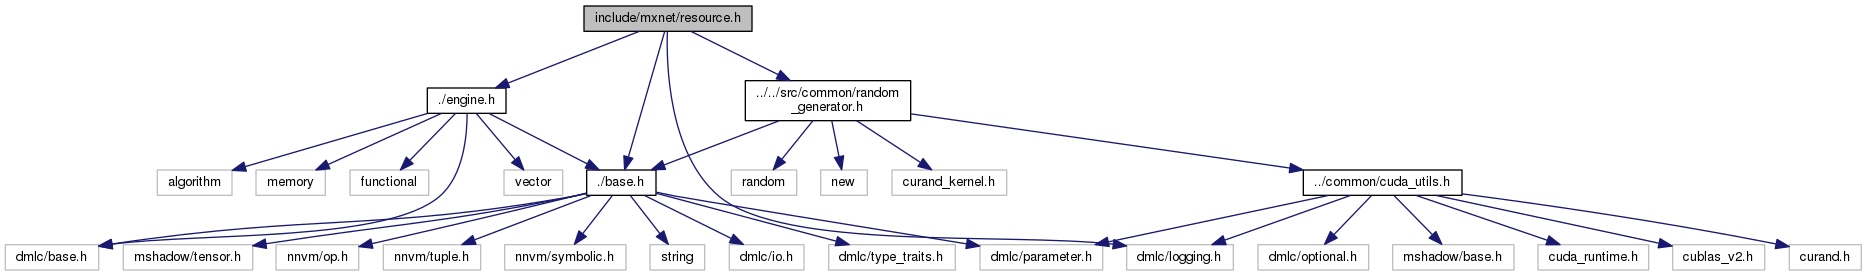 include/mxnet/resource.h
./engine.h
../../src/common/random
_generator.h
algorithm
memory
functional
vector
./base.h
random
new
curand_kernel.h
../common/cuda_utils.h
dmlc/base.h
mshadow/tensor.h
nnvm/op.h
nnvm/tuple.h
nnvm/symbolic.h
string
dmlc/io.h
dmlc/type_traits.h
dmlc/parameter.h
dmlc/logging.h
dmlc/optional.h
mshadow/base.h
cuda_runtime.h
cublas_v2.h
curand.h